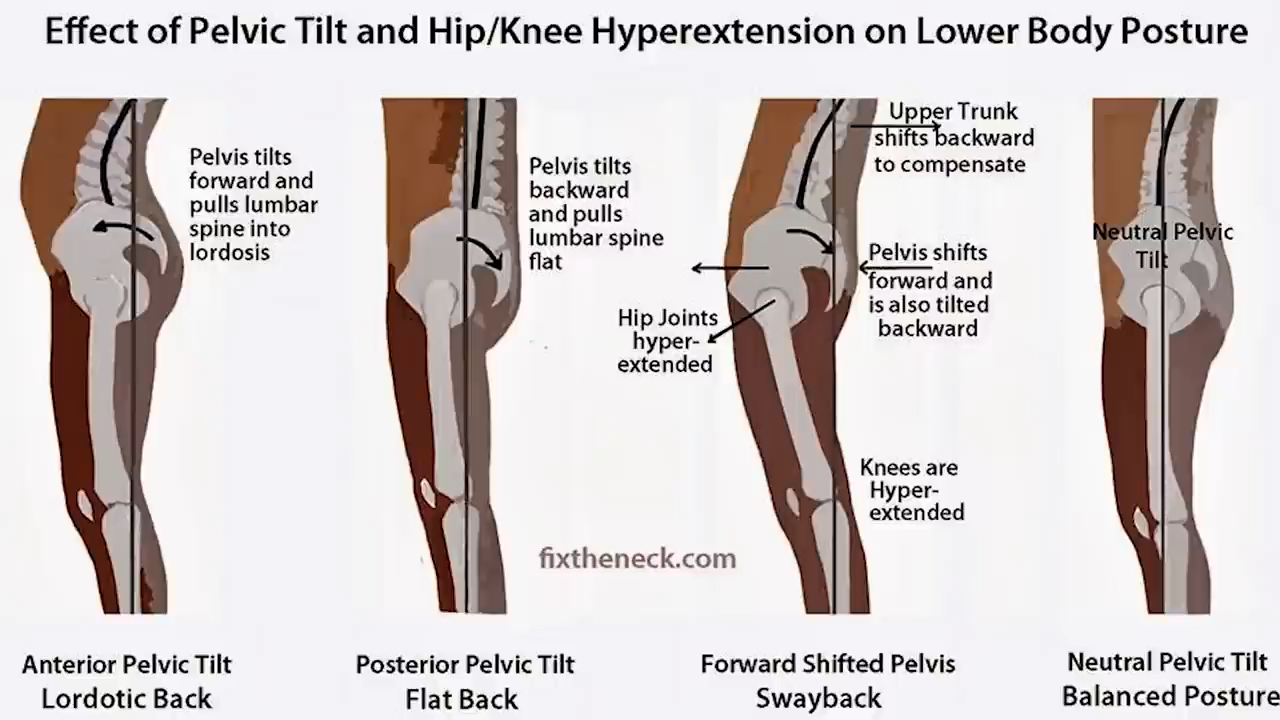 Effect of Pelvic Tilt and Hip/Knee Hyperextension on Lower Body Posture
Pelvis tilts
forward and
pulls lumbar
spine into
lordosis
Pelvis tilts
backward
and pulls
lumbar spine
flat
Upper Trunk
shifts backward
to compensate
Pelvis shifts
forward and
is also tilted
backward
Hip Joints
hyper-
extended
Knees are
Hyper-
extended
Neutral Pelvic
Tilt
fixtheneck.com
Anterior Pelvic Tilt
Lordotic Back
Posterior Pelvic Tilt
Flat Back
Forward Shifted Pelvis
Swayback
Neutral Pelvic Tilt
Balanced Posture